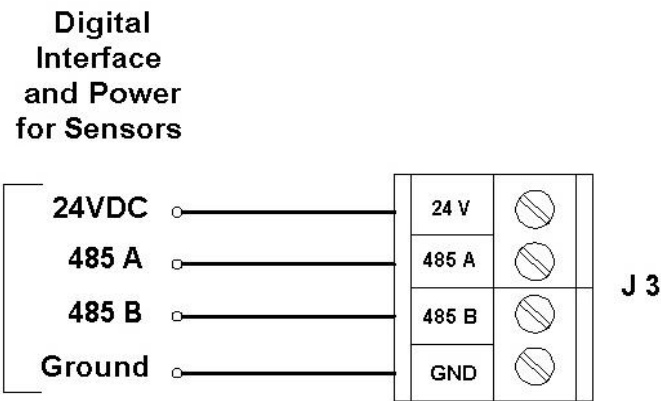 Digital
Interface
and Power
for Sensors
24VDC
24 V
485 A
485 A
485 B
485 B
Ground
GND
J 3